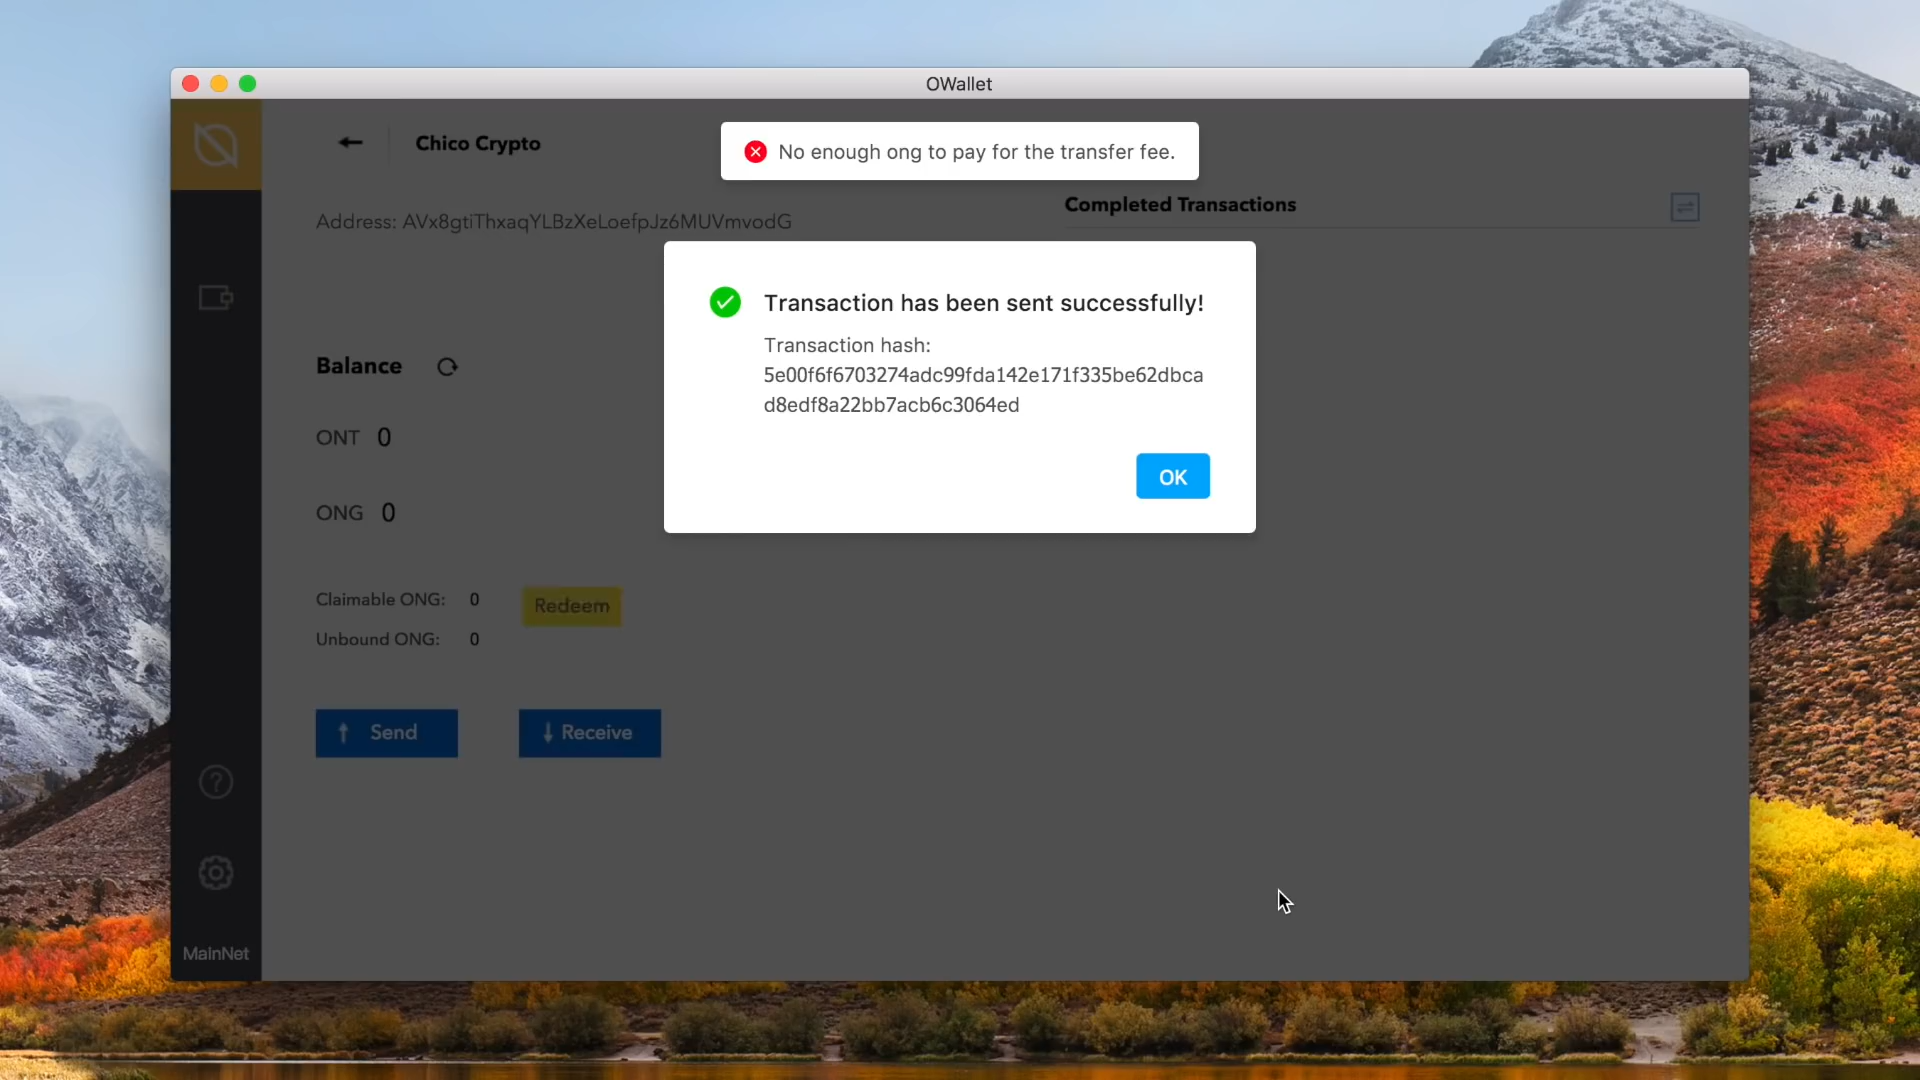 OWallet
Chico Crypto
No enough ong to pay for the transfer fee.
Address: AVx8gtiThxaqYLBzXeLoefpJz6MUVmvodG
Completed Transactions
Transaction has been sent successfully!
Transaction hash:
5e00f6f6703274adc99fda142e171f335be62dbca
d8edf8a22bb7acb6c3064ed
OK
Balance
ONT 0
ONG 0
Claimable ONG: 0
Redeem
Unbound ONG: 0
Send
Receive
MainNet